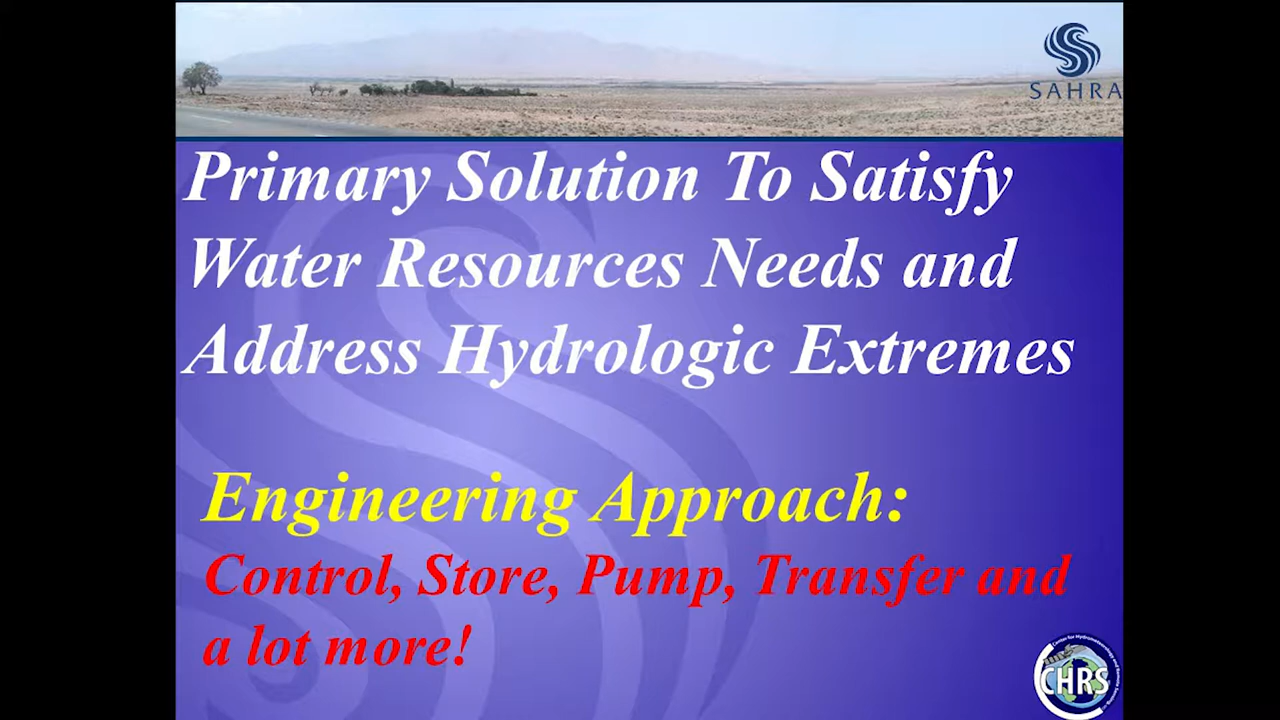 SAHRA
Primary Solution To Satisfy
Water Resources Needs and
Address Hydrologic Extremes
Engineering Approach:
Control, Store, Pump, Transfer and
a lot more!
CHRS